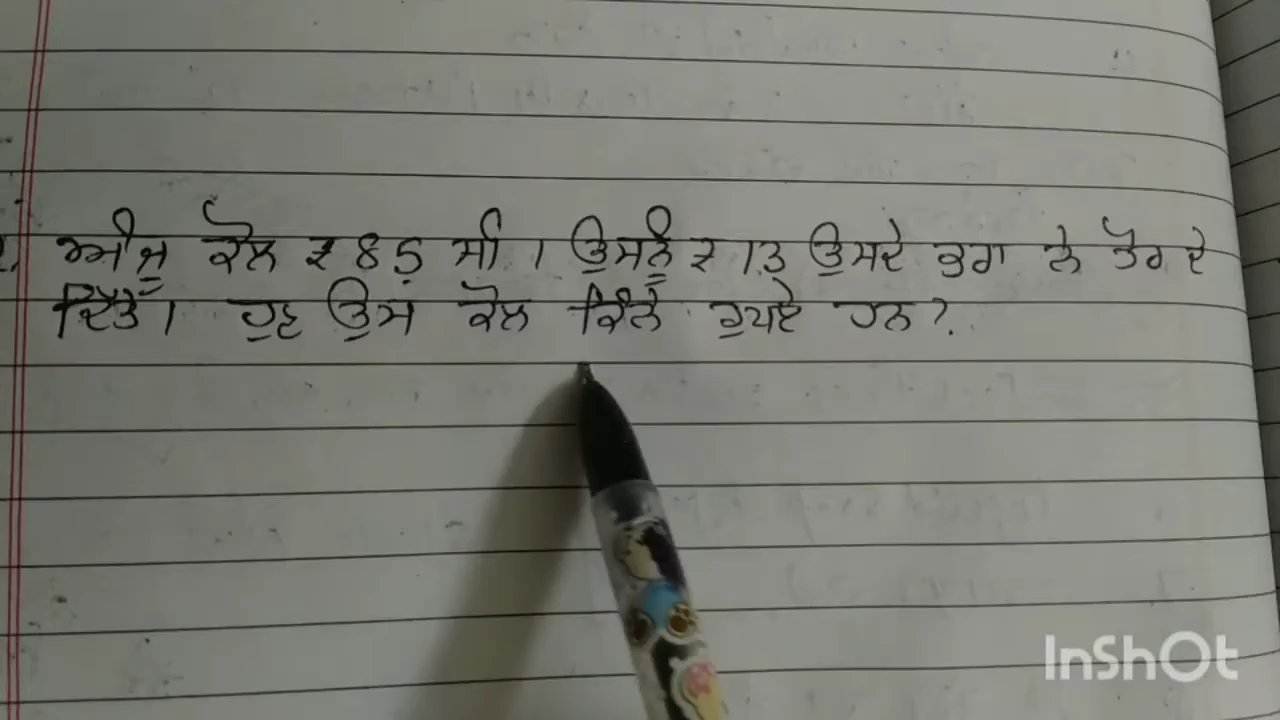 ਅੰਜੂ ਕੋਲ ₹ 85 ਸੀ । ਉਸਨੂੰ ₹ 13 ਉਸਦੇ ਭਰਾ ਨੇ ਹੋਰ ਦੇ
ਦਿੱਤੇ। ਹੁਣ ਉਸ ਕੋਲ ਕਿੰਨੇ ਰੁਪਏ ਹਨ?
InShOt